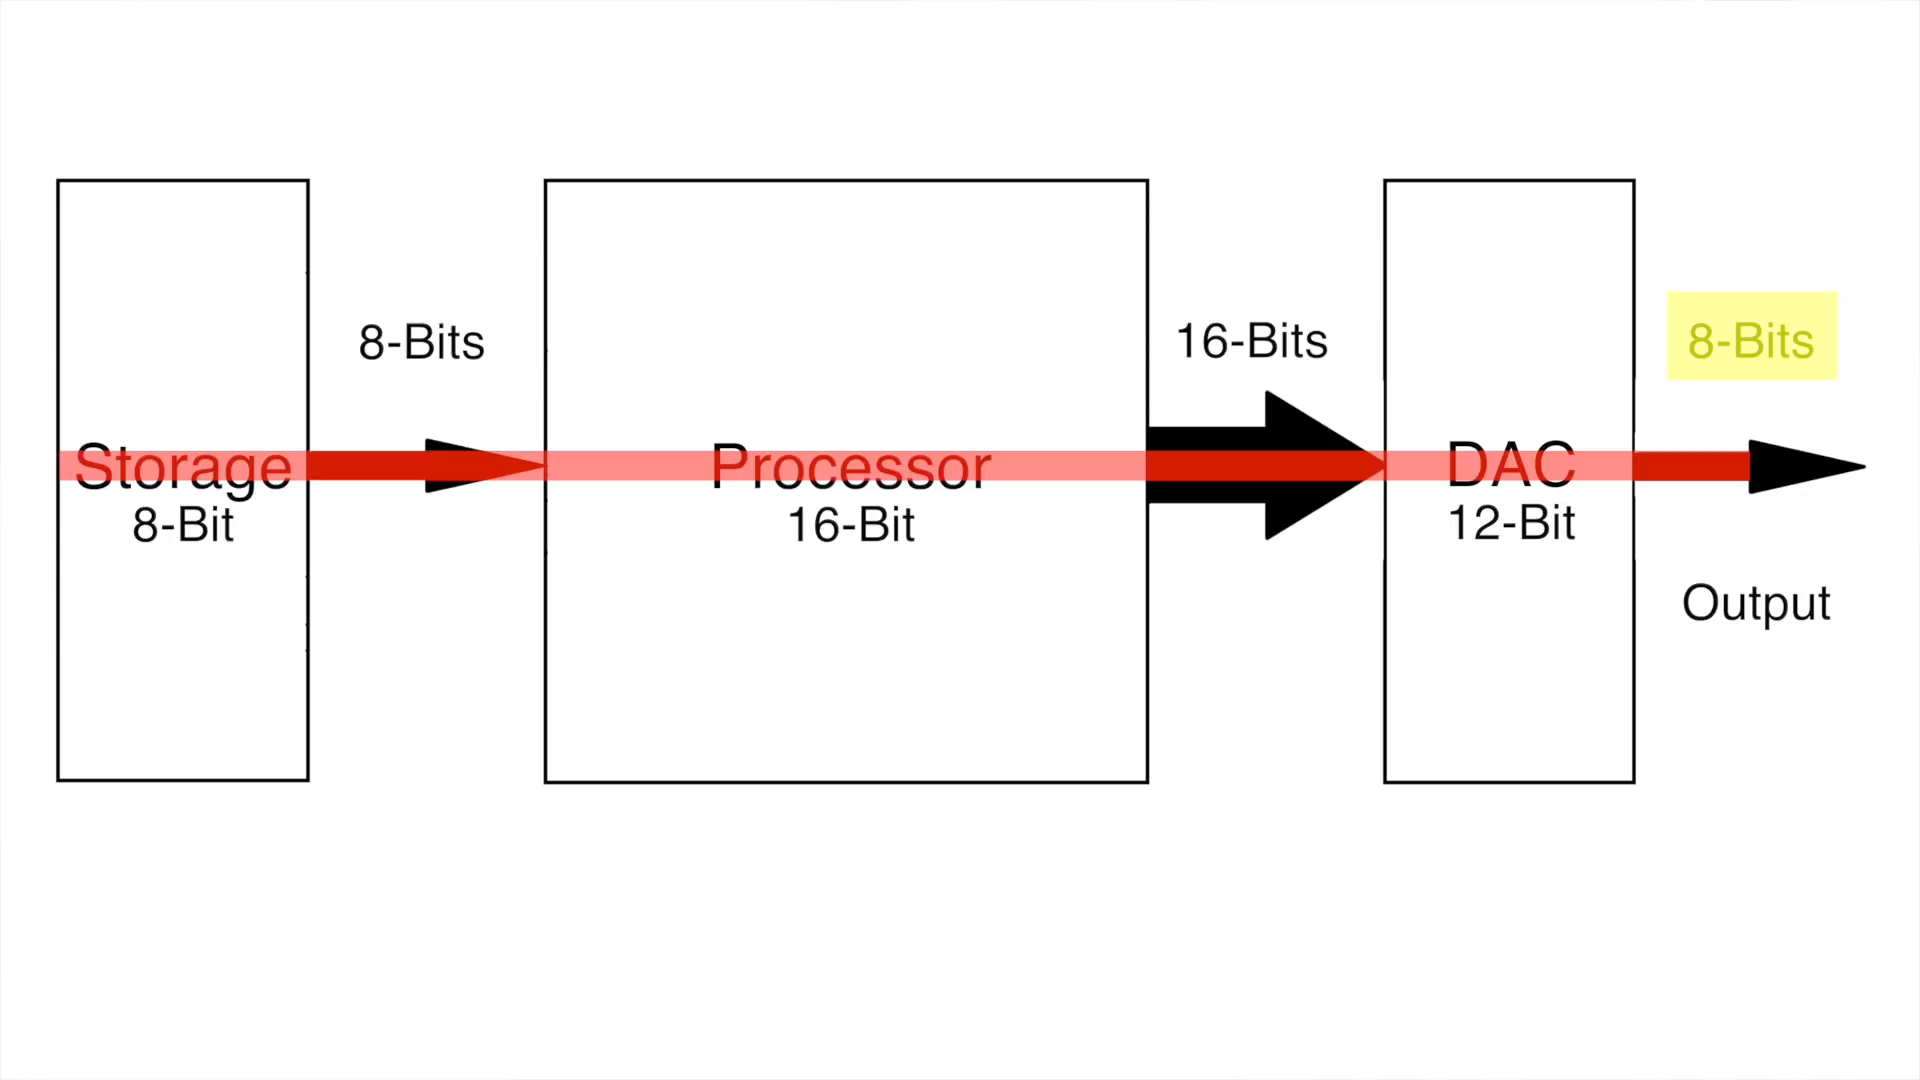 8-Bits
16-Bits
8-Bits
Storage
8-Bit
Processor
16-Bit
DAC
12-Bit
Output